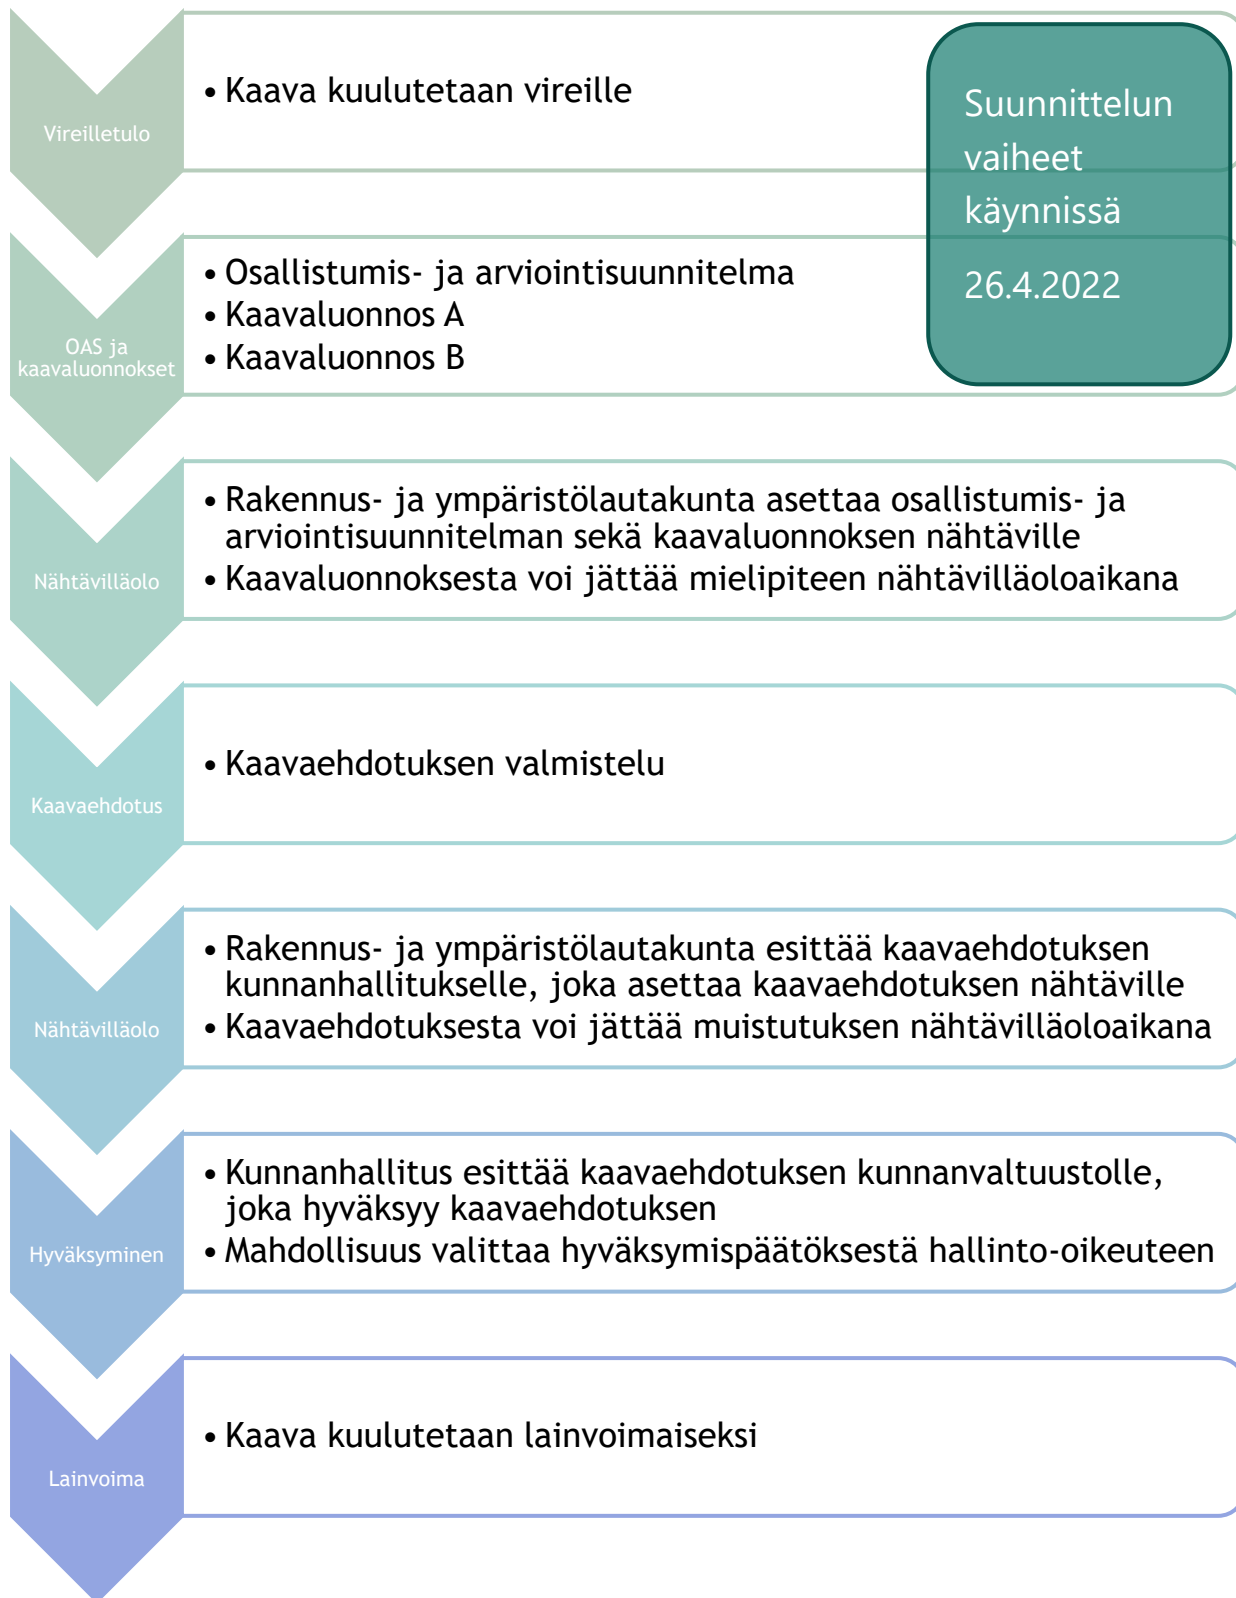 Vireilletulo
• Kaava kuulutetaan vireille
Suunnittelun
vaiheet
käynnissä
26.4.2022
OAS ja
kaavaluonnokset
• Osallistumis- ja arviointisuunnitelma
• Kaavaluonnos A
• Kaavaluonnos B
Nähtävilläolo
• Rakennus- ja ympäristölautakunta asettaa osallistumis- ja
arviointisuunnitelman sekä kaavaluonnoksen nähtäville
• Kaavaluonnoksesta voi jättää mielipiteen nähtävilläoloaikana
Kaavaehdotus
• Kaavaehdotuksen valmistelu
Nähtävilläolo
• Rakennus- ja ympäristölautakunta esittää kaavaehdotuksen
kunnanhallitukselle, joka asettaa kaavaehdotuksen nähtäville
• Kaavaehdotuksesta voi jättää muistutuksen nähtävilläoloaikana
Hyväksyminen
• Kunnanhallitus esittää kaavaehdotuksen kunnanvaltuustolle,
joka hyväksyy kaavaehdotuksen
• Mahdollisuus valittaa hyväksymispäätöksestä hallinto-oikeuteen
Lainvoima
• Kaava kuulutetaan lainvoimaiseksi